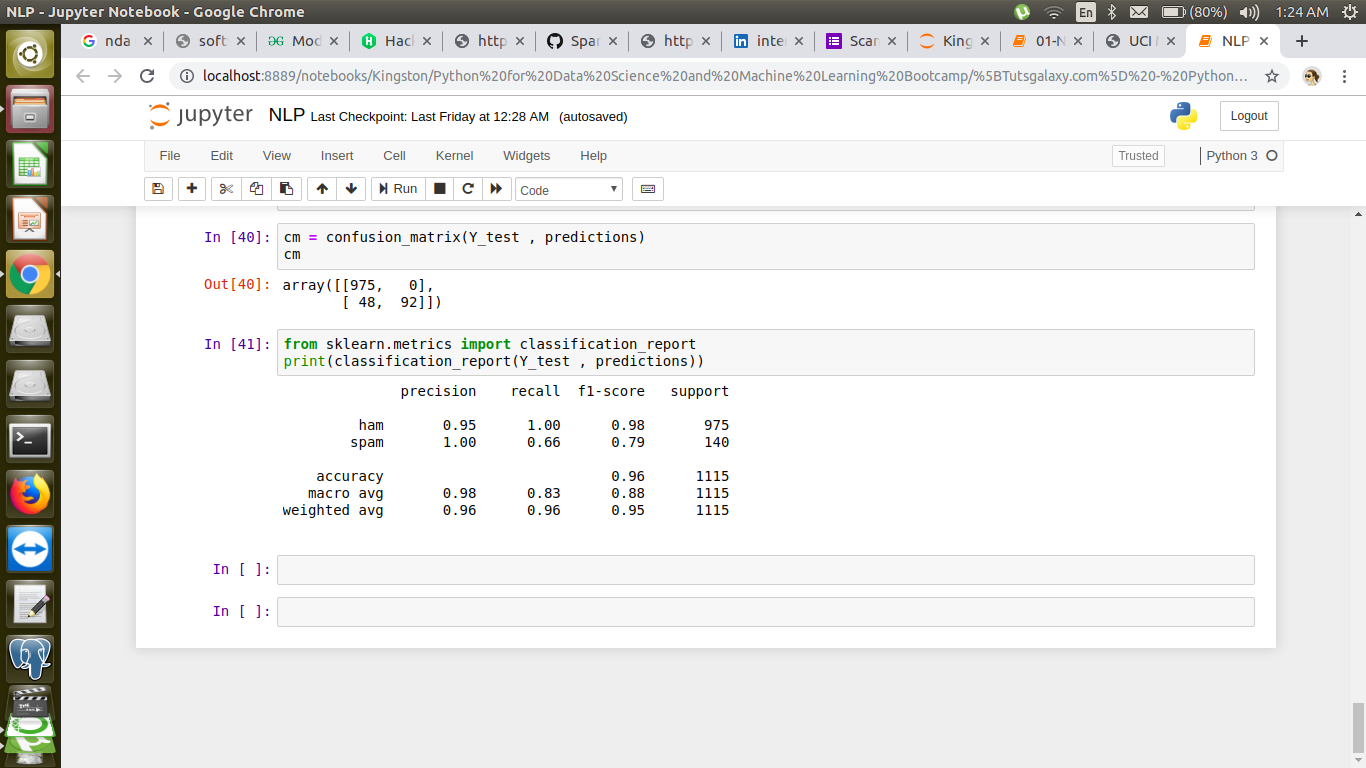 NLP - Jupyter Notebook - Google Chrome
En (80%) 1:24 AM
nda
soft
Mod
Hac
http
Spar
http
in inte
Scar
King
01-N
UCI
NLP
localhost:8889/notebooks/Kingston/Python%20for%20Data%20Science%20and%20Machine%20Learning%20Bootcamp/%5BTutsgalaxy.com%5D%20-%20Python...
jupyter NLP Last Checkpoint: Last Friday at 12:28 AM (autosaved)
Logout
File Edit View Insert Cell Kernel Widgets Help
Trusted
Python 3
Run
Code
In [40]: cm = confusion_matrix(Y_test , predictions)
cm
Out[40]: array([[975,   0],
[ 48,  92]])
In [41]: from sklearn.metrics import classification_report
print(classification_report(Y_test , predictions))
precision recall f1-score support
ham 0.95 1.00 0.98 975
spam 1.00 0.66 0.79 140
accuracy 0.96 1115
macro avg 0.98 0.83 0.88 1115
weighted avg 0.96 0.96 0.95 1115
In [ ]:
In [ ]: